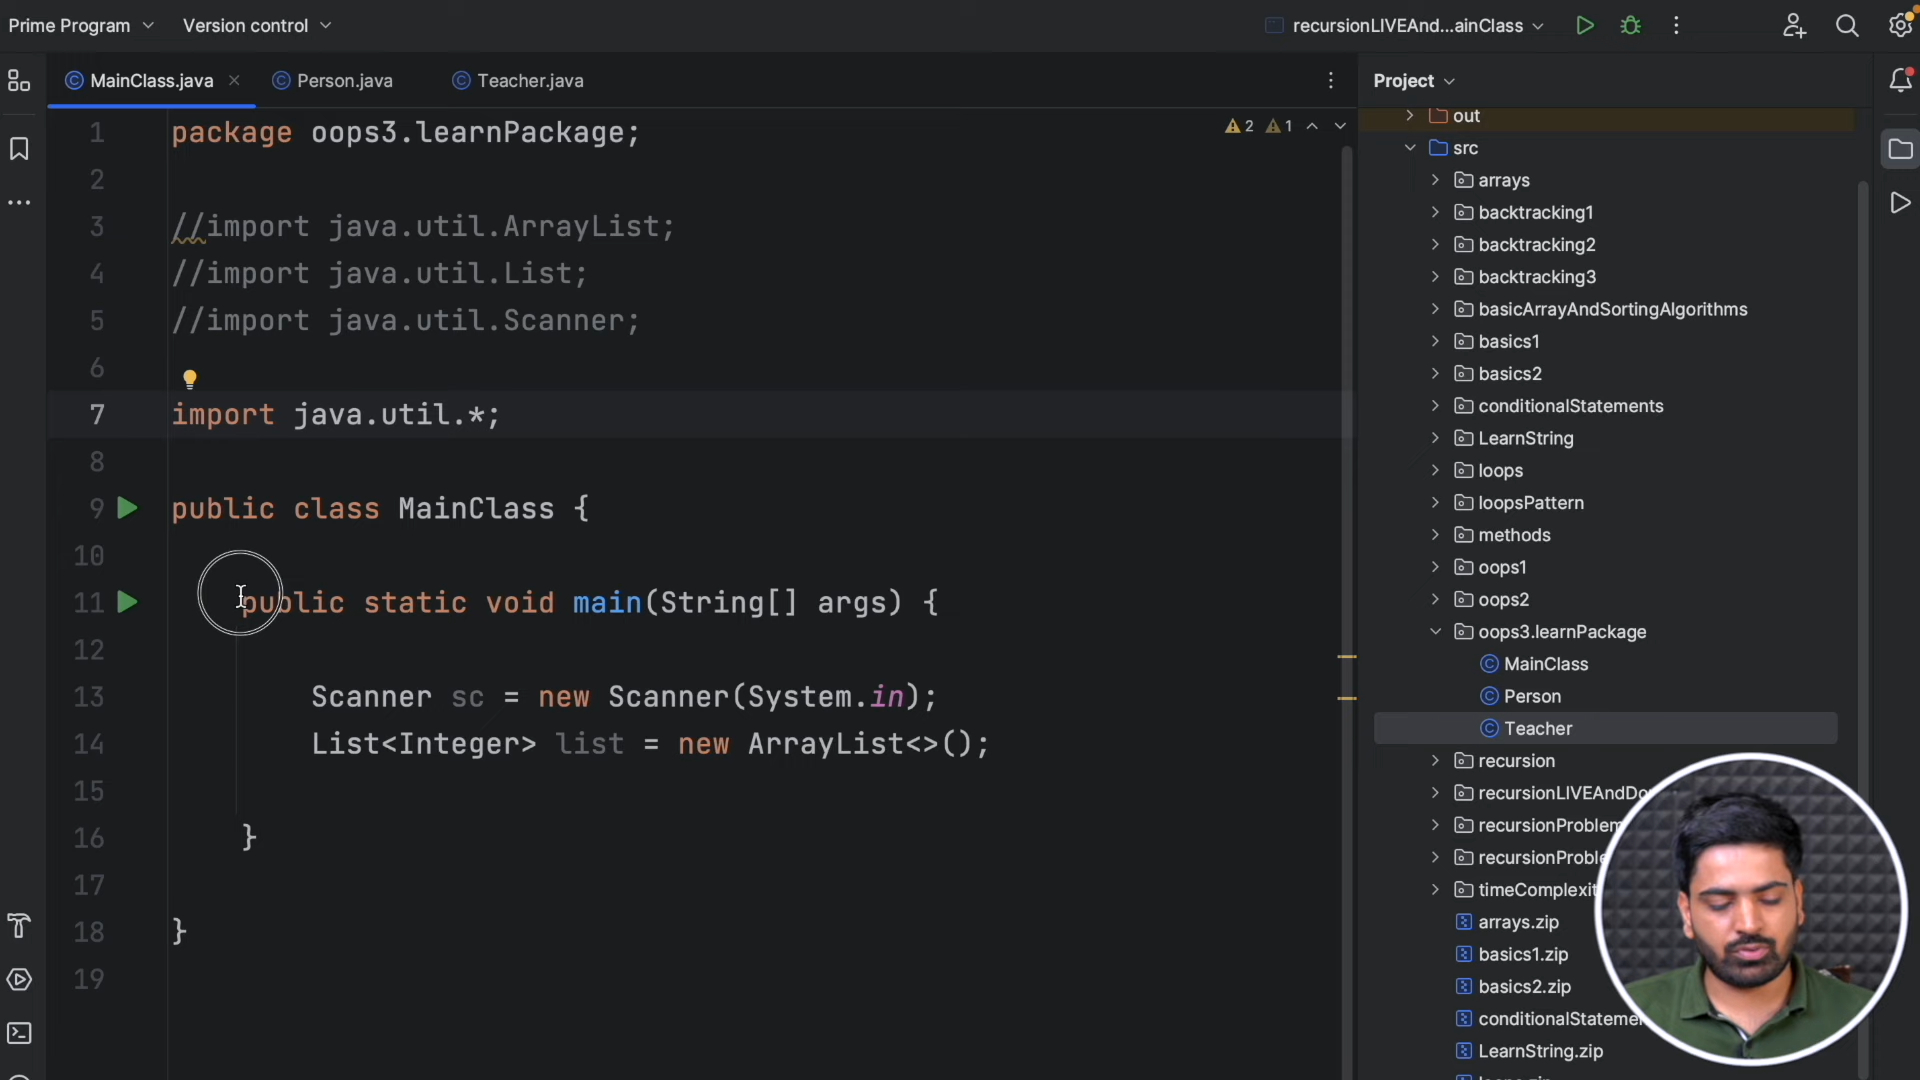 Prime Program
Version control
recursionLIVEAnd...ainClass
MainClass.java
Person.java
Teacher.java
Project
1 package oops3.learnPackage;
2 1
2
3 //import java.util.ArrayList;
4 //import java.util.List;
5 //import java.util.Scanner;
6
7 import java.util.*;
8
9 public class MainClass {
10
11 public static void main(String[] args) {
12
13 Scanner sc = new Scanner(System.in);
14 List<Integer> list = new ArrayList<>();
15
16 }
17
18 }
19
out
src
arrays
backtracking1
backtracking2
backtracking3
basicArrayAndSortingAlgorithms
basics1
basics2
conditionalStatements
LearnString
loops
loopsPattern
methods
oops1
oops2
oops3.learnPackage
MainClass
Person
Teacher
recursion
recursionLIVEAndDo
recursionProblem
recursionProble
timeComplexit
arrays.zip
basics1.zip
basics2.zip
conditionalStatemen
LearnString.zip